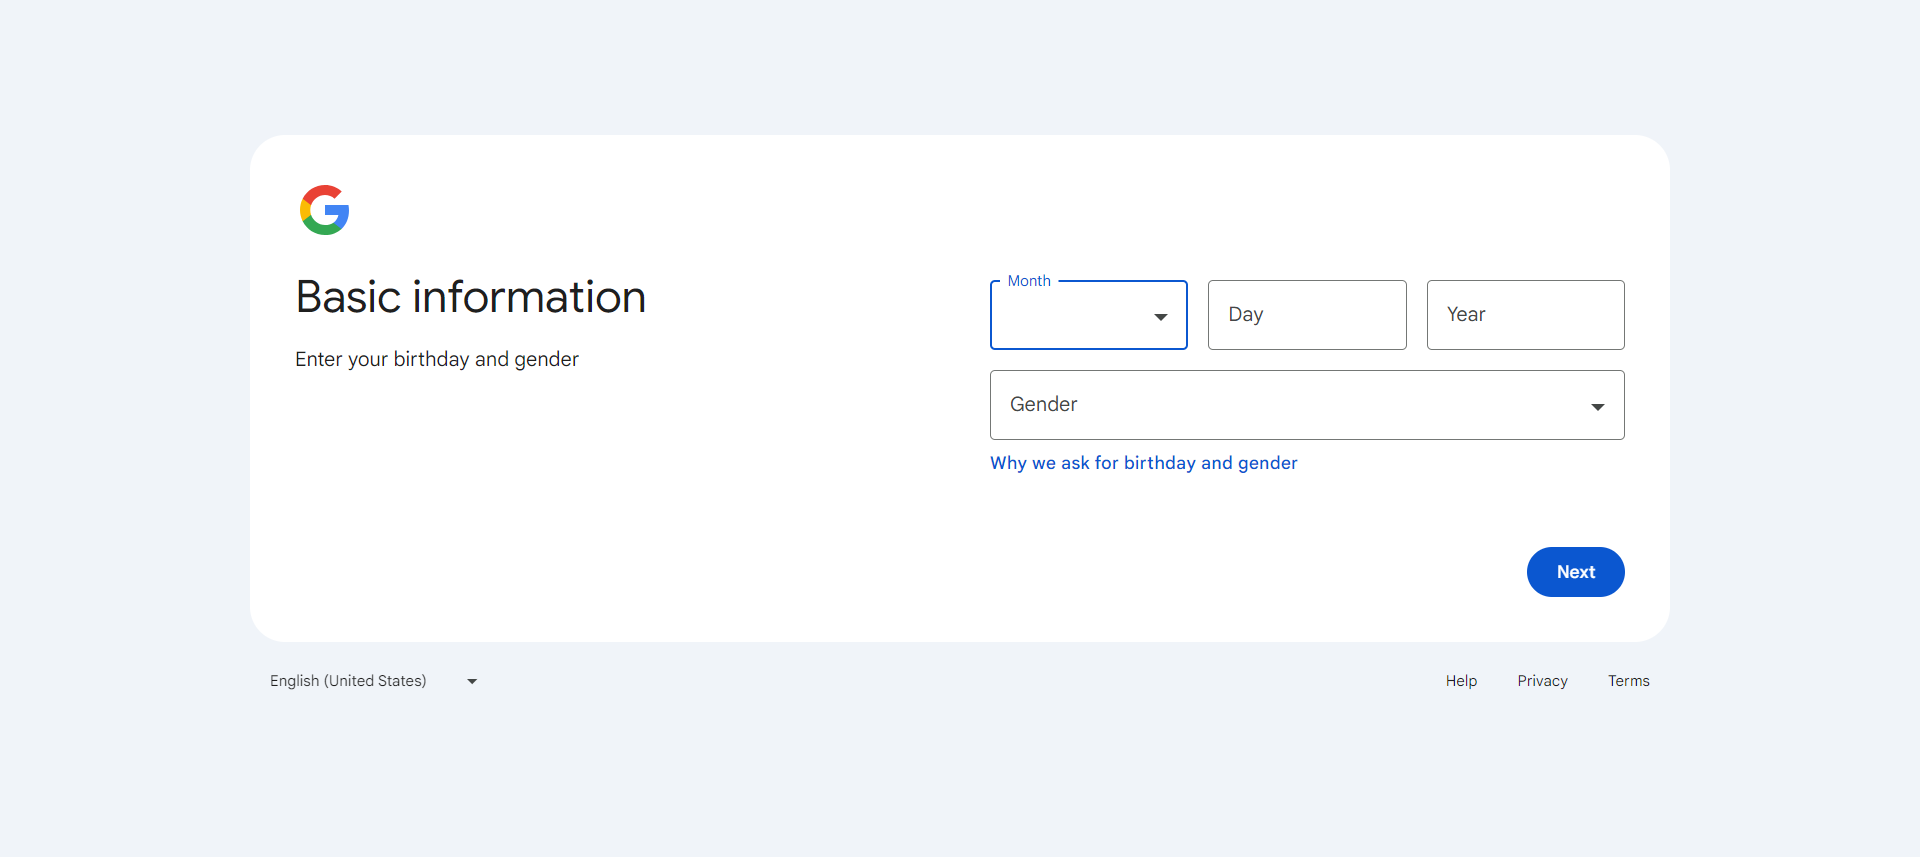 Basic information
Enter your birthday and gender
Month
Day
Year
Gender
Why we ask for birthday and gender
Next
English (United States)
Help
Privacy
Terms